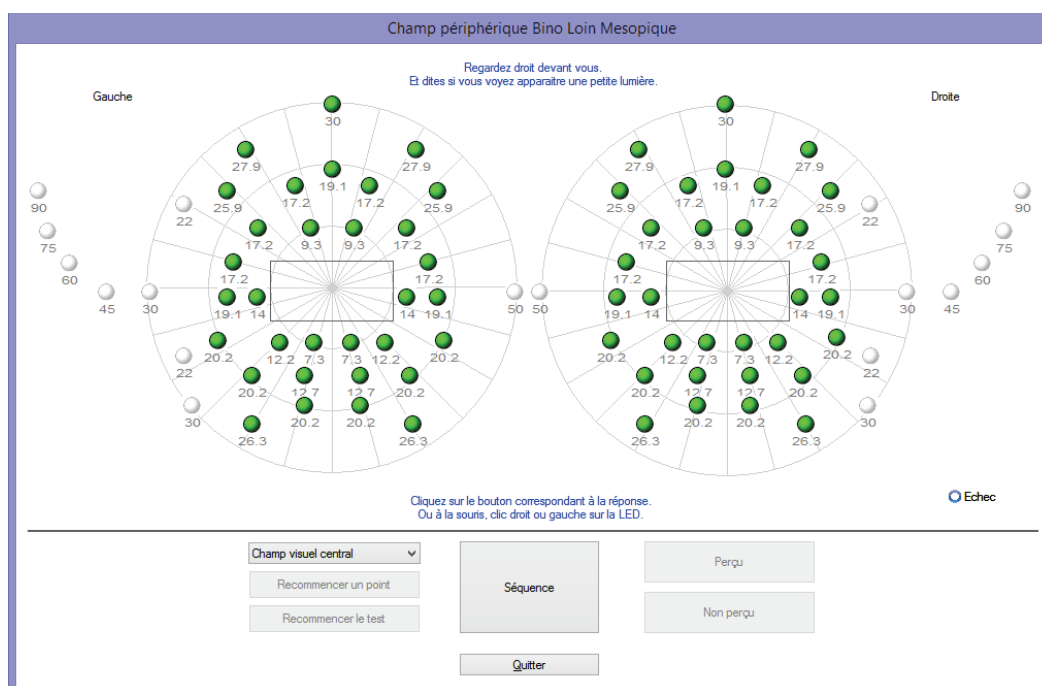 Champ périphérique Bino Loin Mesopique
Regardez droit devant vous.
Et dites si vous voyez apparaitre une petite lumière.
Gauche
Droite
30 30
27.9 27.9 27.9 27.9
19.1 19.1
25.9 17.2 17.2 25.9 25.9 17.2 17.2 25.9
90 22 22 90
17.2 9.3 9.3 17.2 17.2 9.3 9.3 17.2
75 75
60 17.2 17.2 17.2 17.2 60
45 30 19.1 14 14 19.1 50 50 19.1 14 14 19.1 30 45
20.2 12.2 7.3 7.3 12.2 20.2 20.2 12.2 7.3 7.3 12.2 20.2
22 22
20.2 12.7 12.7 20.2 20.2 12.7 12.7 20.2
30 20.2 20.2 20.2 20.2 30
26.3 26.3 26.3 26.3
Cliquez sur le bouton correspondant à la réponse.
Ou à la souris, clic droit ou gauche sur la LED.
Echec
Champ visuel central
Recommencer un point
Recommencer le test
Séquence
Perçu
Non perçu
Quitter